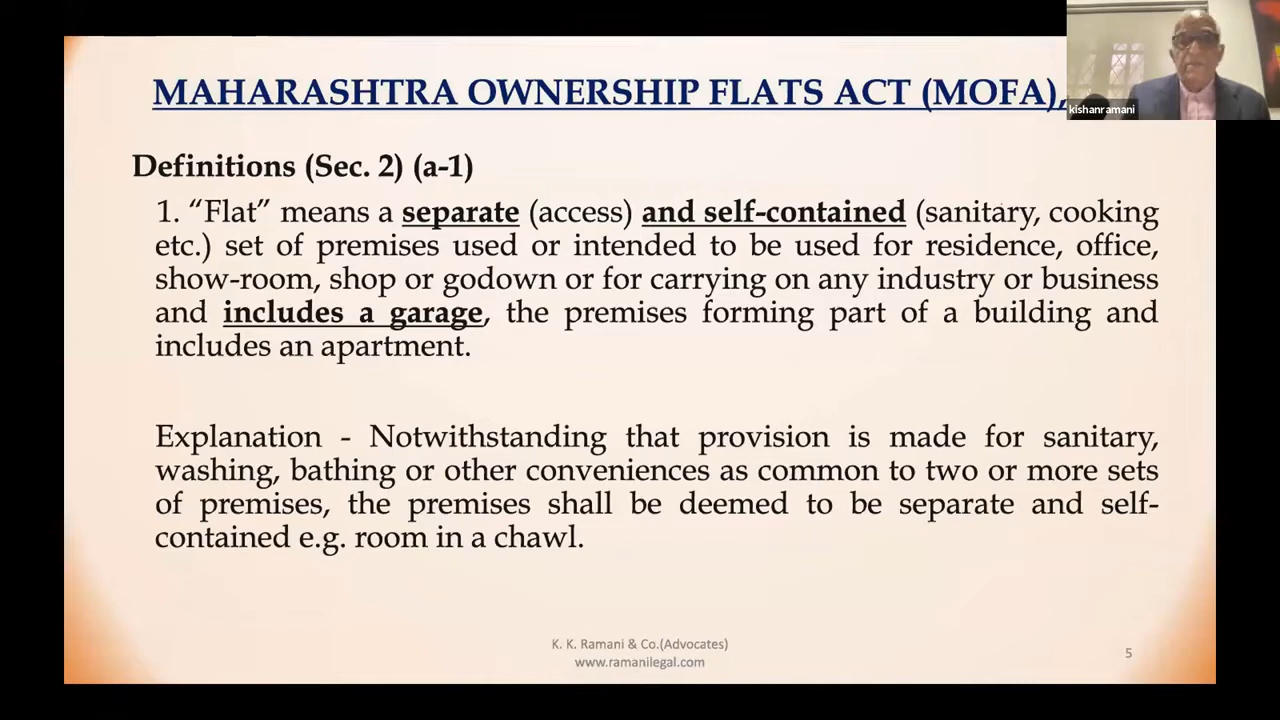 MAHARASHTRA OWNERSHIP FLATS ACT (MOFA),
kishanramani
Definitions (Sec. 2) (a-1)
1. “Flat” means a separate (access) and self-contained (sanitary, cooking
etc.) set of premises used or intended to be used for residence, office,
show-room, shop or godown or for carrying on any industry or business
and includes a garage, the premises forming part of a building and
includes an apartment.
Explanation - Notwithstanding that provision is made for sanitary,
washing, bathing or other conveniences as common to two or more sets
of premises, the premises shall be deemed to be separate and self-
contained e.g. room in a chawl.
K. K. Ramani & Co.(Advocates)
www.ramanilegal.com
5